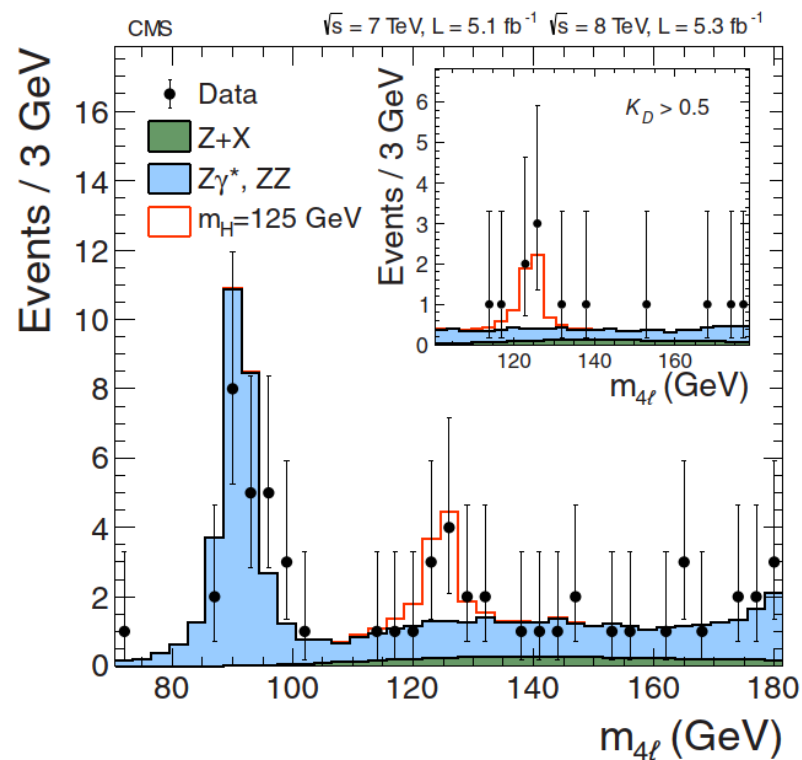 CMS
√s = 7 TeV, L = 5.1 fb⁻¹ √s = 8 TeV, L = 5.3 fb⁻¹
Events / 3 GeV
16
14
12
10
8
6
4
2
0
Data
Z+X
Zγ*, ZZ
m_H=125 GeV
Events / 3 GeV
6
5
4
3
2
1
0
K_D > 0.5
120 140 160
m_4ℓ (GeV)
80 100 120 140 160 180
m_4ℓ (GeV)